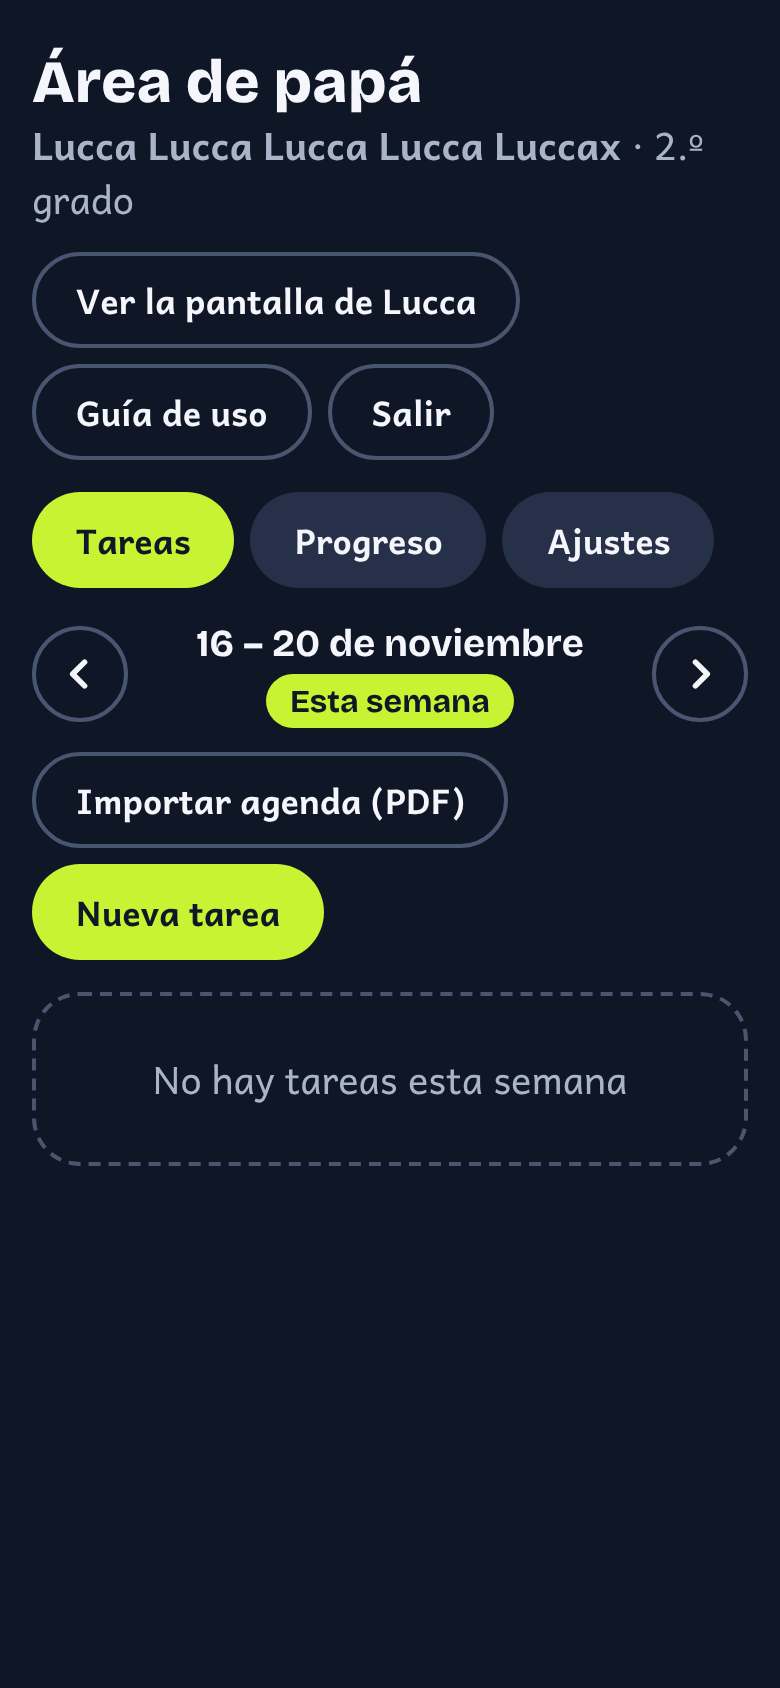 Área de papá
Lucca Lucca Lucca Lucca Luccax · 2.º
grado
Ver la pantalla de Lucca
Guía de uso
Salir
Tareas
Progreso
Ajustes
16 – 20 de noviembre
Esta semana
Importar agenda (PDF)
Nueva tarea
No hay tareas esta semana